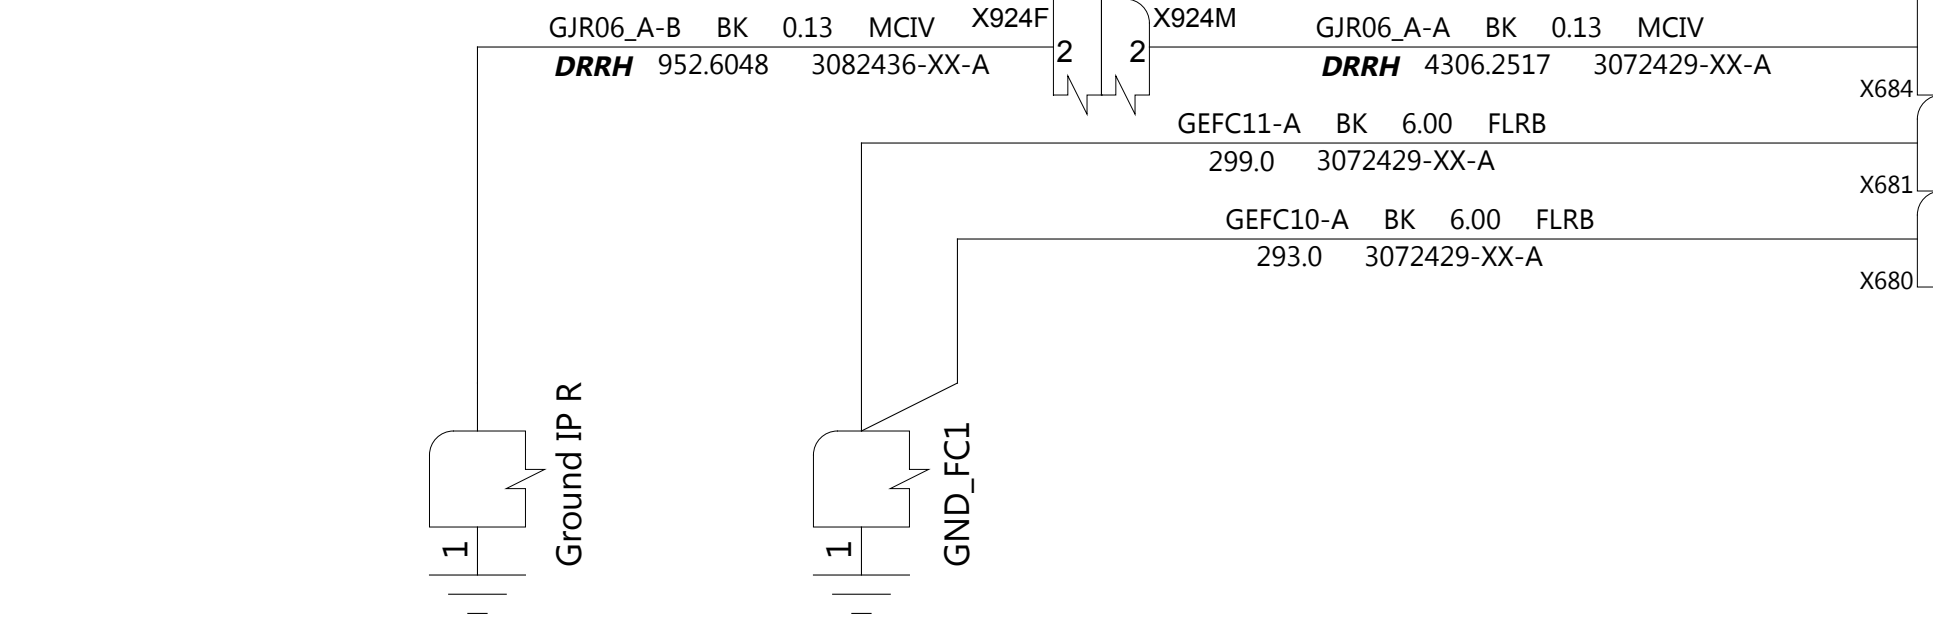 GJR06_A-B BK 0.13 MCIV
X924F
X924M
GJR06_A-A BK 0.13 MCIV
2
2
DRRH 952.6048 3082436-XX-A
DRRH 4306.2517 3072429-XX-A
X684
GEFC11-A BK 6.00 FLRB
299.0 3072429-XX-A
X681
GEFC10-A BK 6.00 FLRB
293.0 3072429-XX-A
X680
Ground IP R
1
GND_FC1
1